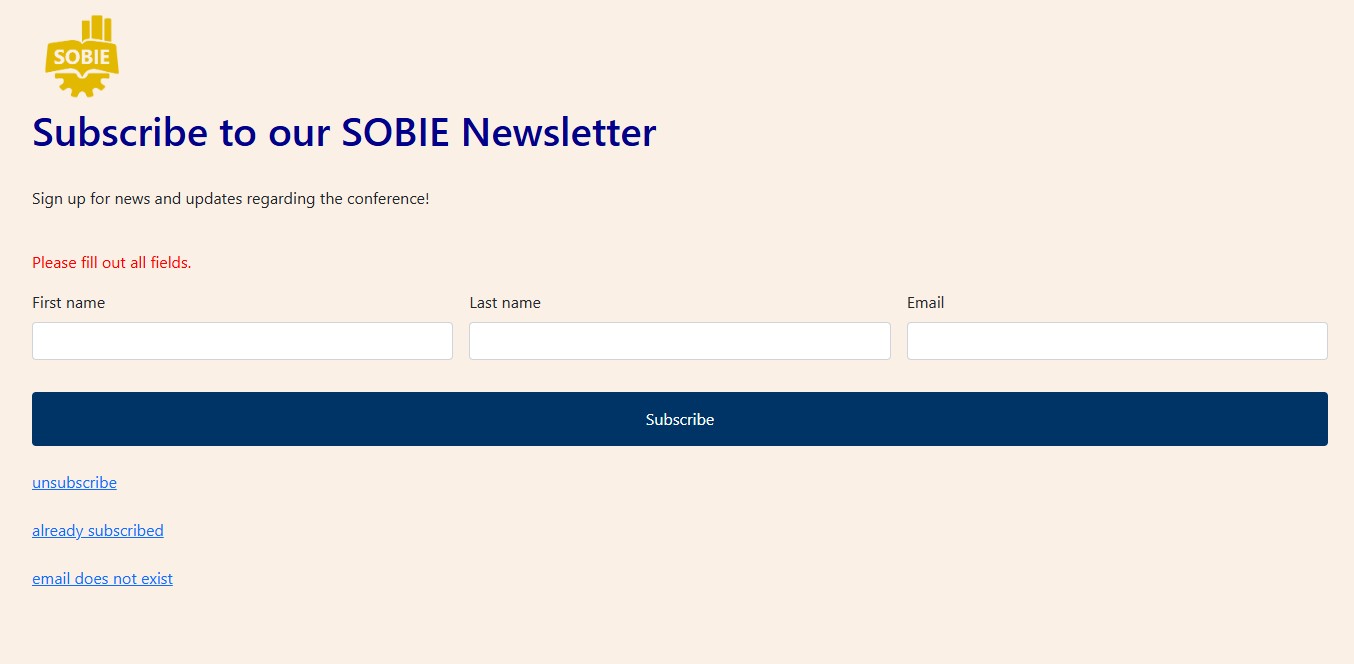 SOBIE
Subscribe to our SOBIE Newsletter
Sign up for news and updates regarding the conference!
Please fill out all fields.
First name
Last name
Email
Subscribe
unsubscribe
already subscribed
email does not exist